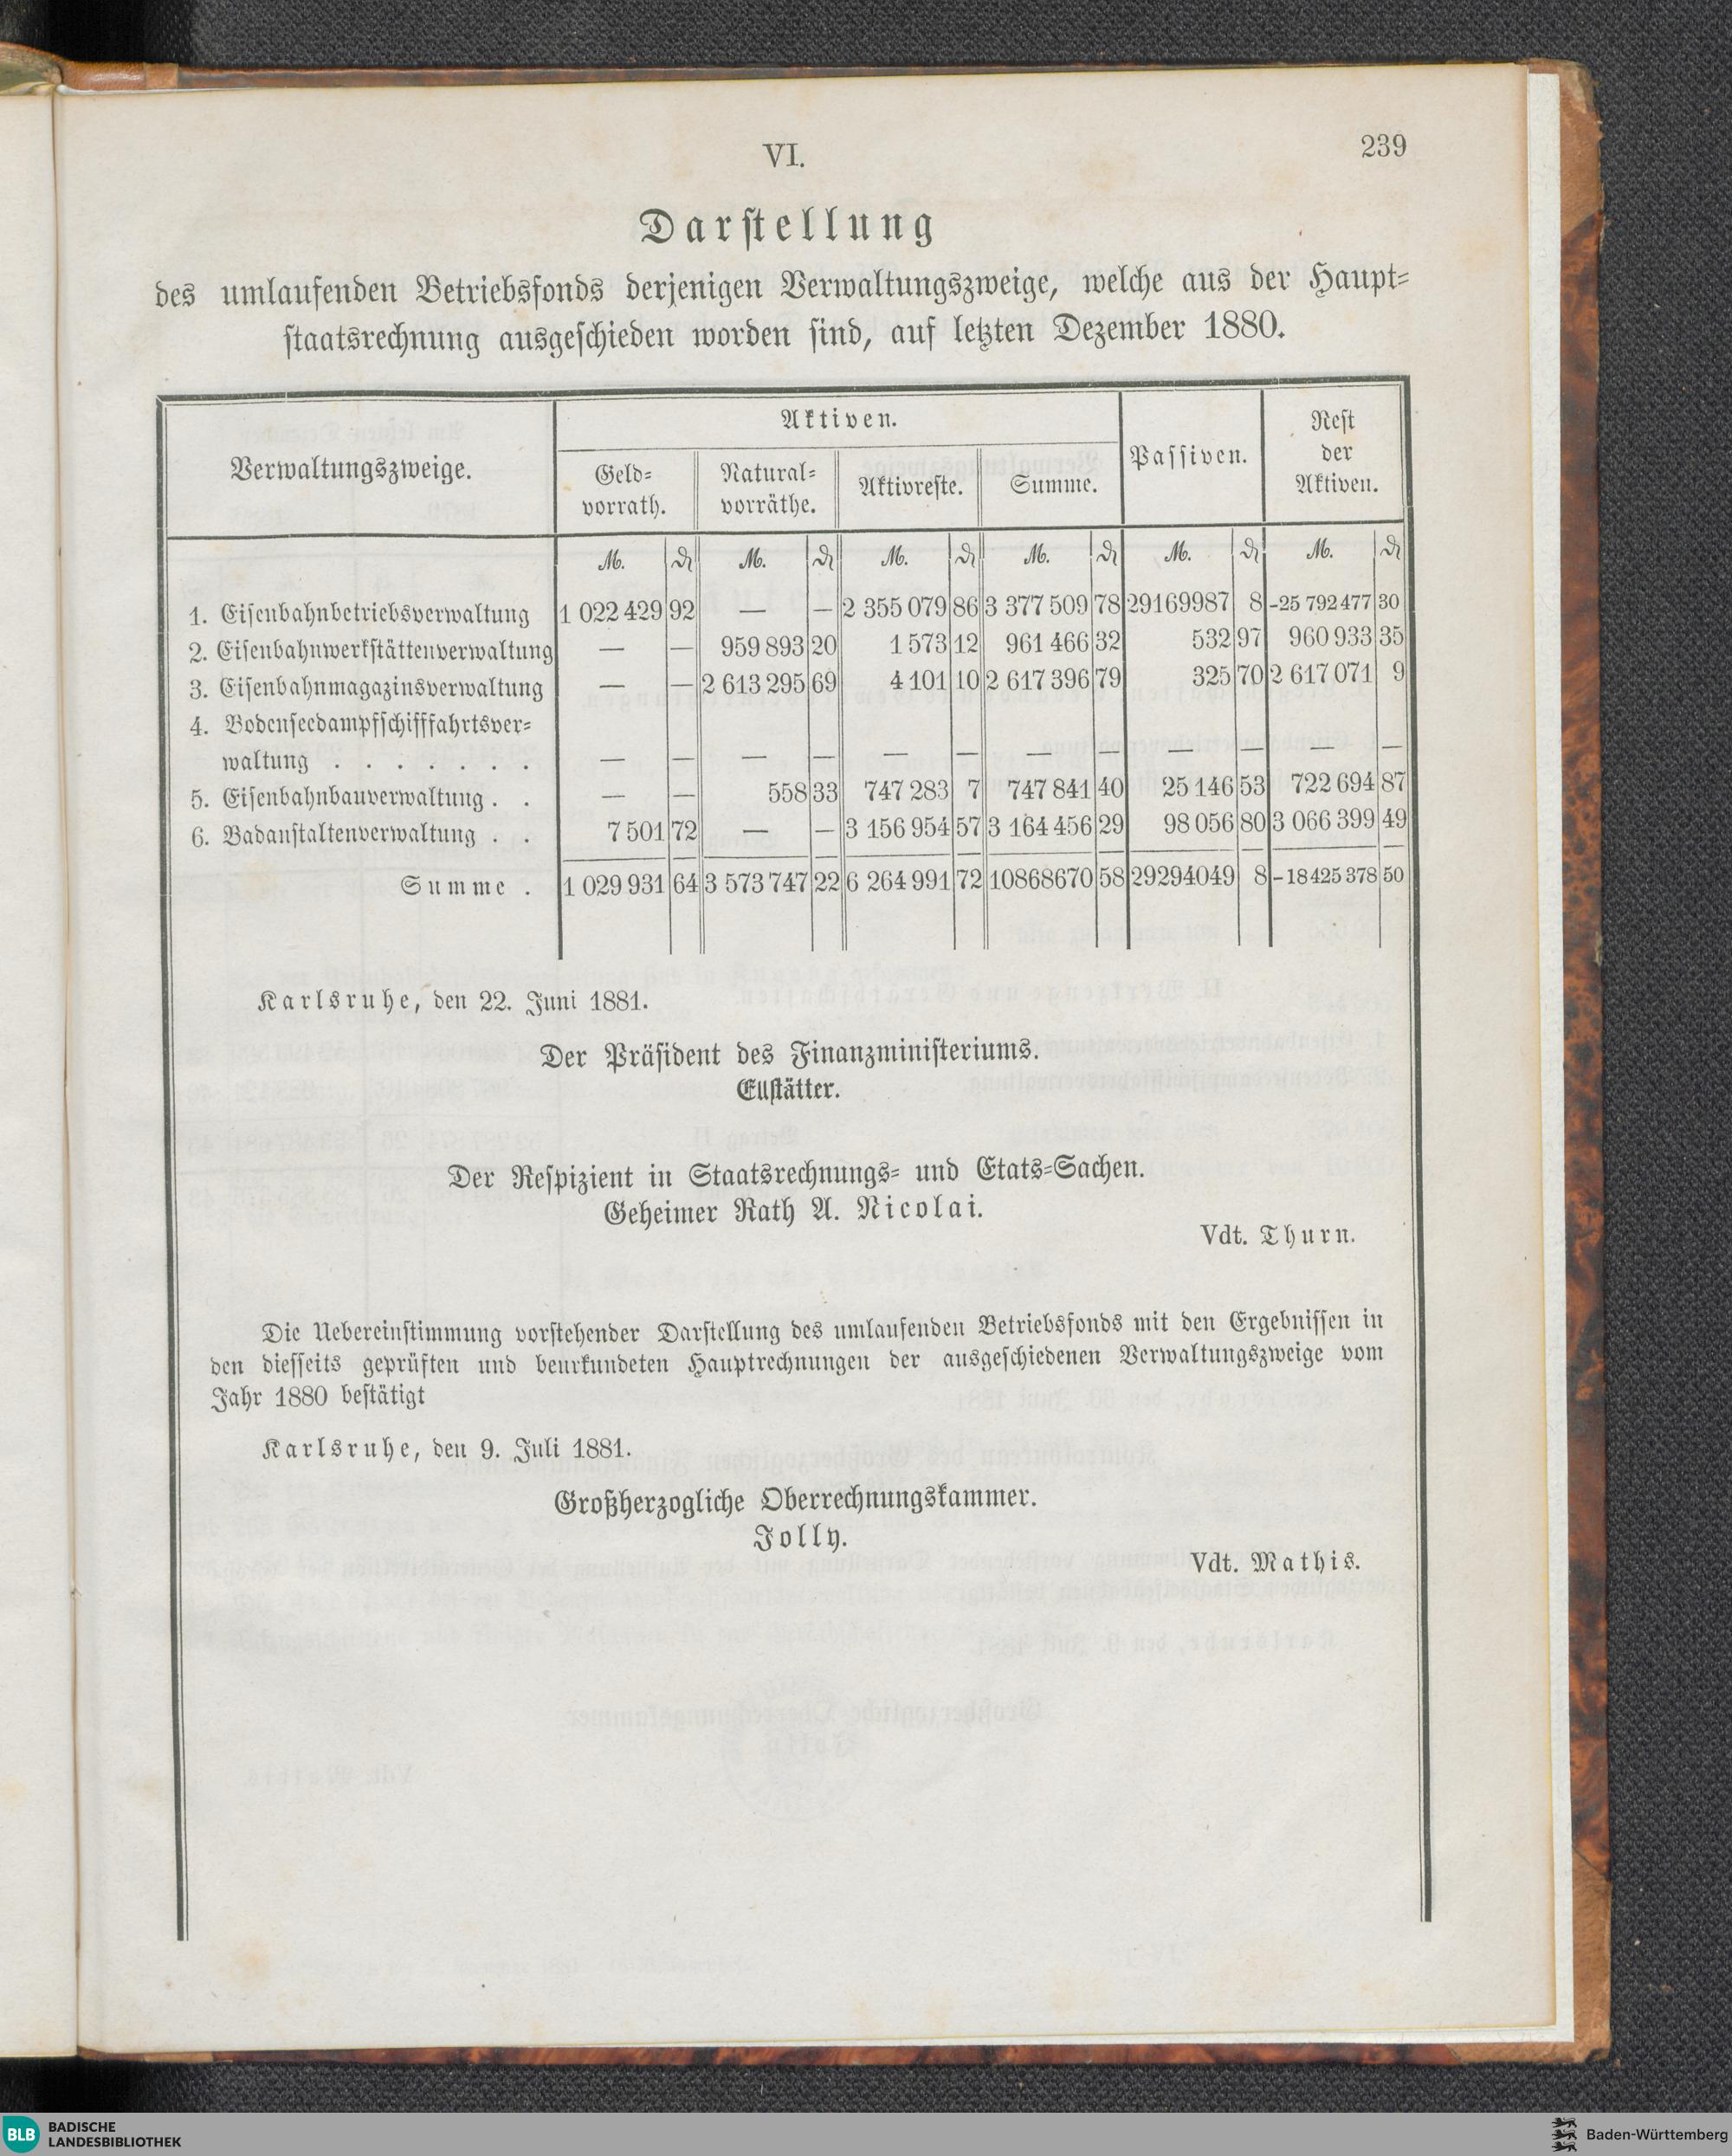 VI.
239
Darstellung
des umlaufenden Betriebsfonds derjenigen Verwaltungszweige, welche aus der Haupt-
staatsrechnung ausgeschieden worden sind, auf letzten Dezember 1880.
Verwaltungszweige.
Aktiven.
Passiven.
Rest
der
Aktiven.
Geld-
vorrath.
Natural-
vorräthe.
Aktivreste.
Summe.
M. ₰ M. ₰ M. ₰ M. ₰ M. ₰ M. ₰
1. Eisenbahnbetriebsverwaltung 1 022 429 92 — — 2 355 079 86 3 377 509 78 29169987 8 -25 792 477 30
2. Eisenbahnwerkstättenverwaltung — — 959 893 20 1 573 12 961 466 32 532 97 960 933 35
3. Eisenbahnmagazinsverwaltung — — 2 613 295 69 4 101 10 2 617 396 79 325 70 2 617 071 9
4. Bodenseedampfschifffahrtsver-
waltung . . . . . . . — — — — — — — — — — — —
5. Eisenbahnbauverwaltung . . — — 558 33 747 283 7 747 841 40 25 146 53 722 694 87
6. Badanstaltenverwaltung . . 7 501 72 — — 3 156 954 57 3 164 456 29 98 056 80 3 066 399 49
Summe . 1 029 931 64 3 573 747 22 6 264 991 72 10868670 58 29294049 8 -18 425 378 50
Karlsruhe, den 22. Juni 1881.
Der Präsident des Finanzministeriums.
Ellstätter.
Der Respizient in Staatsrechnungs- und Etats-Sachen.
Geheimer Rath A. Nicolai.
Vdt. Thurn.
Die Uebereinstimmung vorstehender Darstellung des umlaufenden Betriebsfonds mit den Ergebnissen in
den diesseits geprüften und beurkundeten Hauptrechnungen der ausgeschiedenen Verwaltungszweige vom
Jahr 1880 bestätigt
Karlsruhe, den 9. Juli 1881.
Großherzogliche Oberrechnungskammer.
Jolly.
Vdt. Mathis.
BLB BADISCHE
LANDESBIBLIOTHEK
Baden-Württemberg